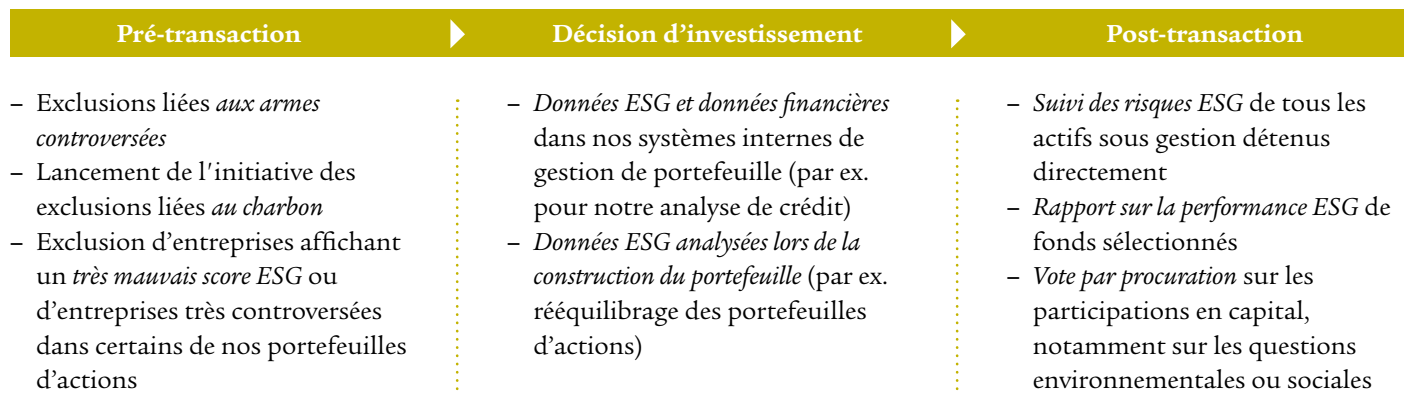 Pré-transaction
Décision d’investissement
Post-transaction
– Exclusions liées aux armes
controversées
– Lancement de l'initiative des
exclusions liées au charbon
– Exclusion d’entreprises affichant
un très mauvais score ESG ou
d’entreprises très controversées
dans certains de nos portefeuilles
d’actions
– Données ESG et données financières
dans nos systèmes internes de
gestion de portefeuille (par ex.
pour notre analyse de crédit)
– Données ESG analysées lors de la
construction du portefeuille (par ex.
rééquilibrage des portefeuilles
d’actions)
– Suivi des risques ESG de tous les
actifs sous gestion détenus
directement
– Rapport sur la performance ESG de
fonds sélectionnés
– Vote par procuration sur les
participations en capital,
notamment sur les questions
environnementales ou sociales